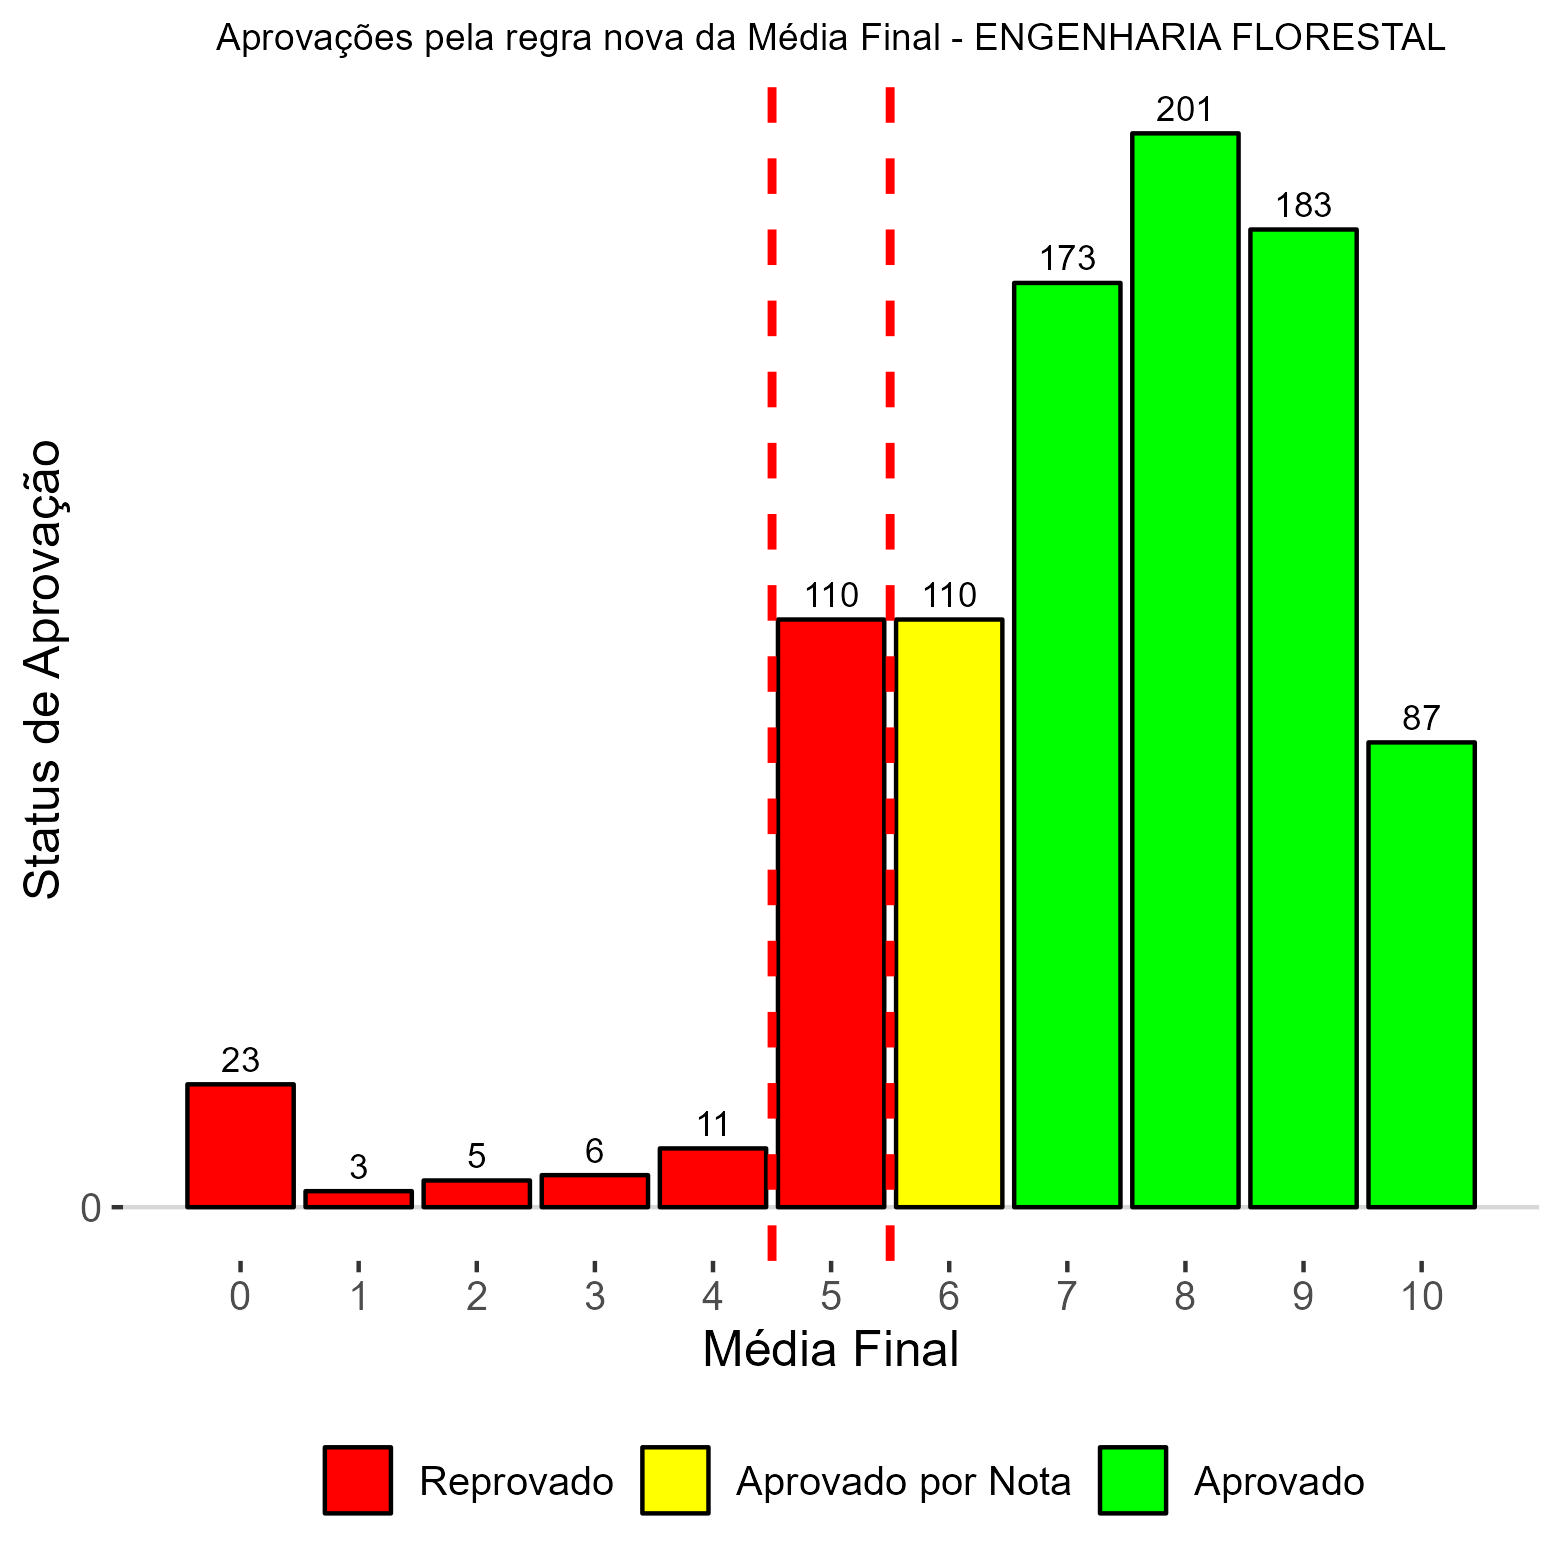 Aprovações pela regra nova da Média Final - ENGENHARIA FLORESTAL
201
183
173
110
110
87
23
11
6
5
3
0
Status de Aprovação
0 1 2 3 4 5 6 7 8 9 10
Média Final
Reprovado Aprovado por Nota Aprovado